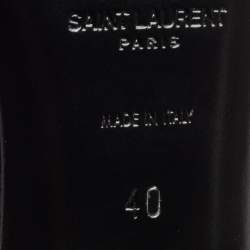 SAINT LAURENT
PARIS
MADE IN ITALY
40